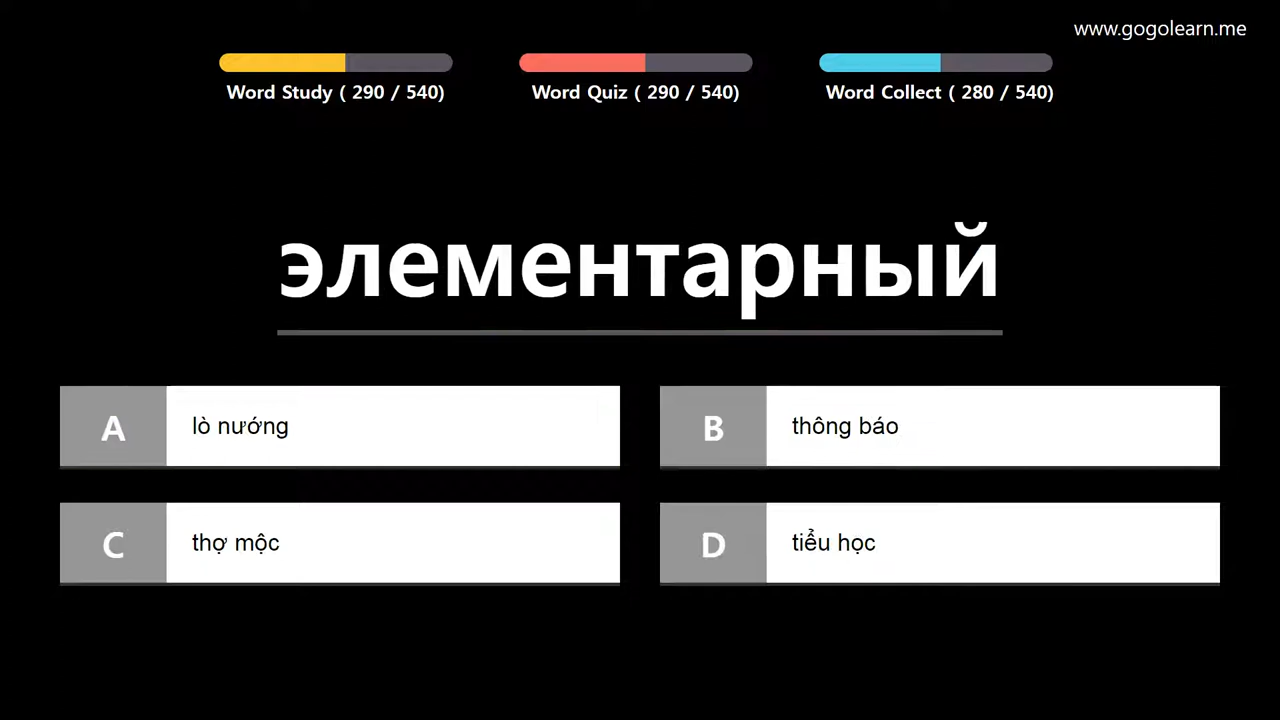 www.gogolearn.me
Word Study ( 290 / 540)
Word Quiz ( 290 / 540)
Word Collect ( 280 / 540)
элементарный
A
lò nướng
B
thông báo
C
thợ mộc
D
tiểu học